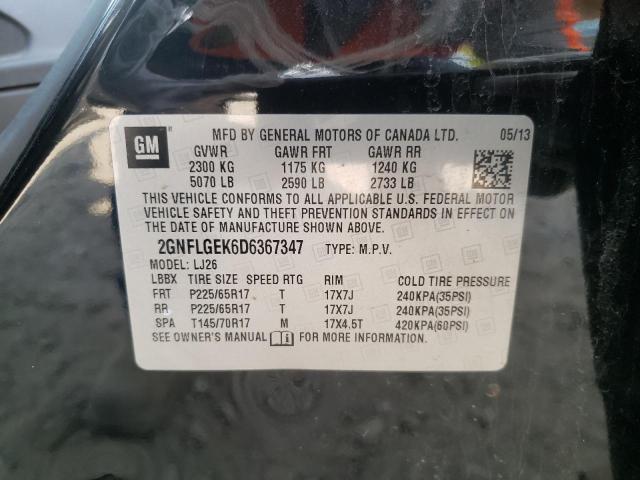 GM
MFD BY GENERAL MOTORS OF CANADA LTD. 05/13
GVWR GAWR FRT GAWR RR
2300 KG 1175 KG 1240 KG
5070 LB 2590 LB 2733 LB
THIS VEHICLE CONFORMS TO ALL APPLICABLE U.S. FEDERAL MOTOR
VEHICLE SAFETY AND THEFT PREVENTION STANDARDS IN EFFECT ON
THE DATE OF MANUFACTURE SHOWN ABOVE.
2GNFLGEK6D6367347 TYPE: M.P.V.
MODEL: LJ26
LBBX TIRE SIZE SPEED RTG RIM COLD TIRE PRESSURE
FRT P225/65R17 T 17X7J 240KPA(35PSI)
RR P225/65R17 T 17X7J 240KPA(35PSI)
SPA T145/70R17 M 17X4.5T 420KPA(60PSI)
SEE OWNER'S MANUAL FOR MORE INFORMATION.